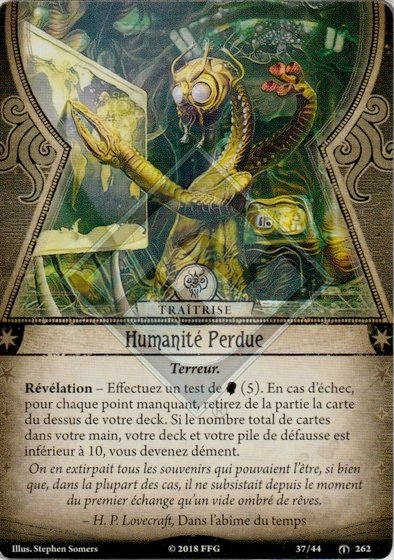 TRAÎTRISE
Humanité Perdue
Terreur.
Révélation – Effectuez un test de (5). En cas d'échec,
pour chaque point manquant, retirez de la partie la carte
du dessus de votre deck. Si le nombre total de cartes
dans votre main, votre deck et votre pile de défausse est
inférieur à 10, vous devenez dément.
On en extirpait tous les souvenirs qui pouvaient l'être, si bien
que, dans la plupart des cas, il ne subsistait depuis le moment
du premier échange qu'un vide ombré de rêves.
– H. P. Lovecraft, Dans l'abîme du temps
Illus. Stephen Somers © 2018 FFG 37/44 262